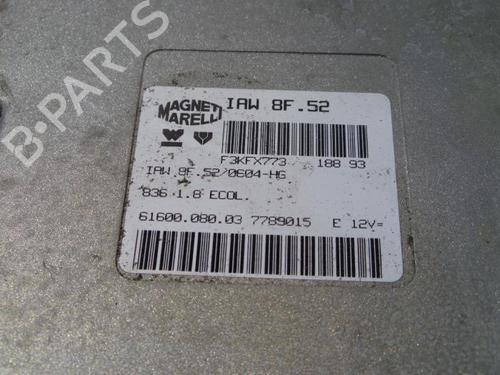 B-PARTS
MAGNETI
MARELLI
IAW 8F.52
F3KFX773 188 93
IAW 8F.52/0604-HG
836 1.8 ECOL.
61600.080.03 7789015 E 12V=